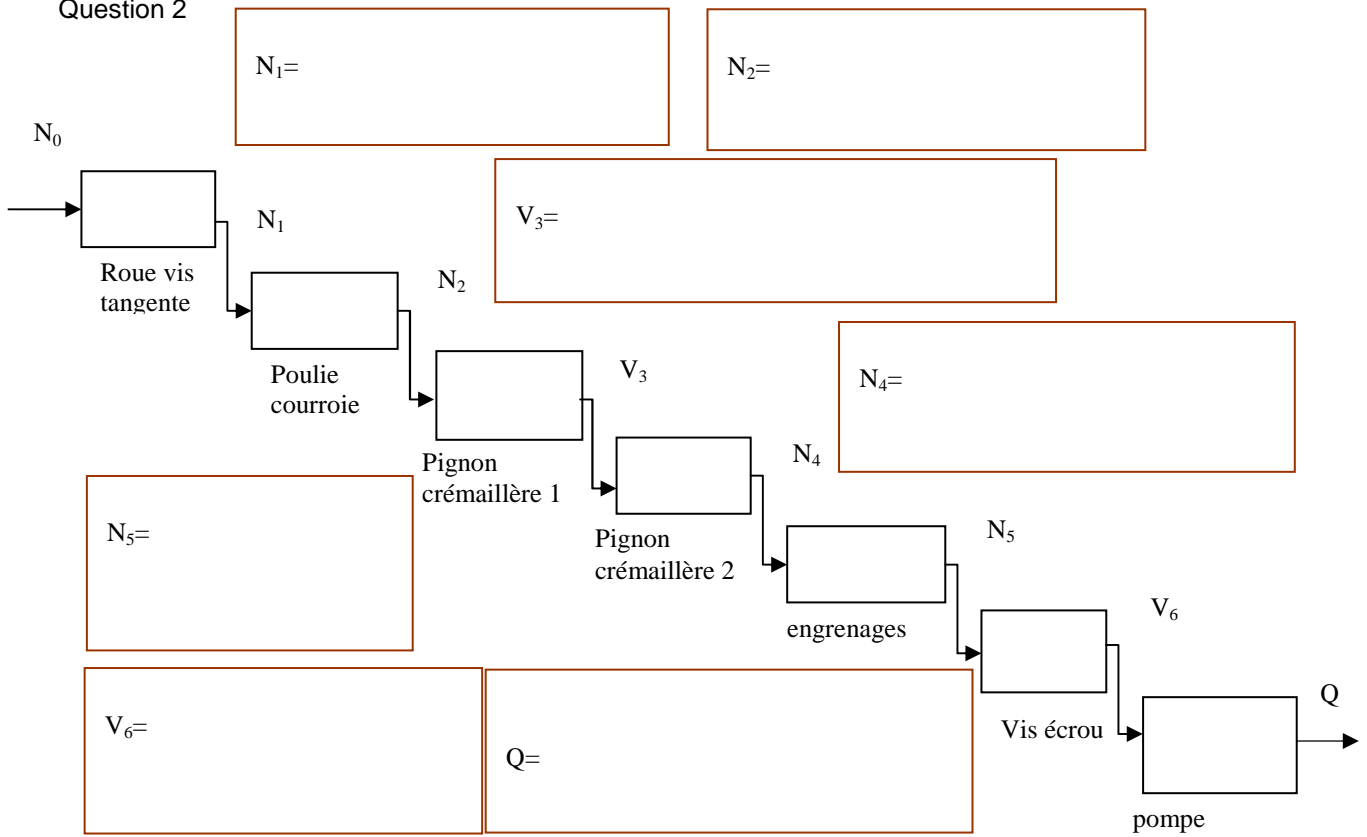 Question 2
N₁=
N₂=
N₀
V₃=
N₁
Roue vis
tangente
N₂
Poulie
courroie
V₃
N₄=
Pignon
crémaillère 1
N₄
N₅=
Pignon
crémaillère 2
N₅
engrenages
V₆
V₆=
Q=
Vis écrou
Q
pompe